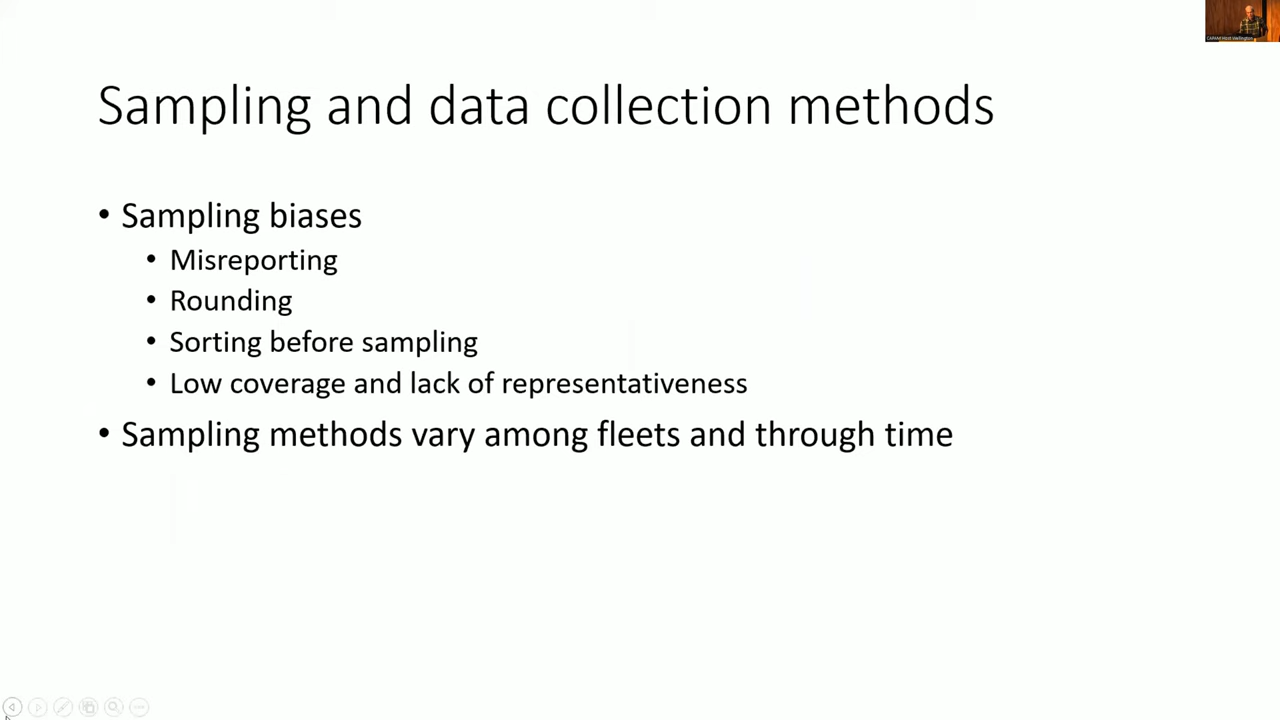 Sampling and data collection methods
• Sampling biases
• Misreporting
• Rounding
• Sorting before sampling
• Low coverage and lack of representativeness
• Sampling methods vary among fleets and through time